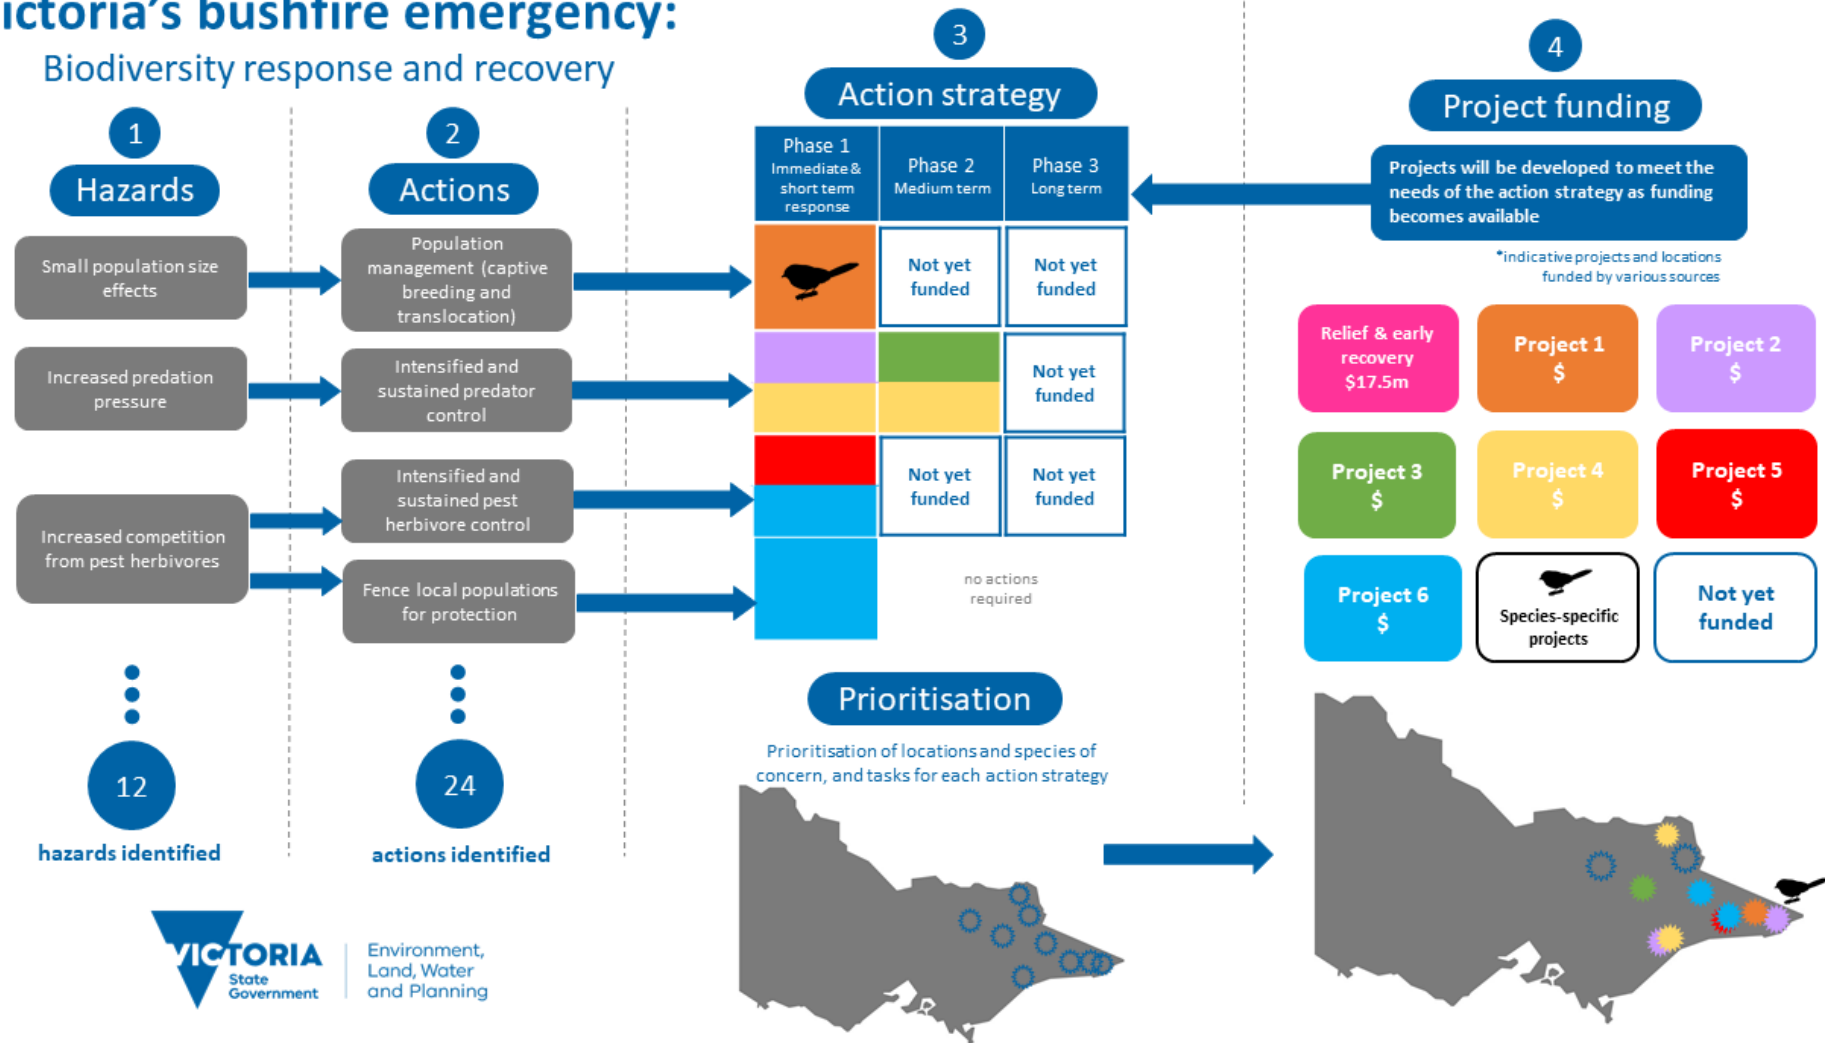 ictoria's bushfire emergency:
Biodiversity response and recovery
1
Hazards
Small population size
effects
Increased predation
pressure
Increased competition
from pest herbivores
12
hazards identified
2
Actions
Population
management (captive
breeding and
translocation)
Intensified and
sustained predator
control
Intensified and
sustained pest
herbivore control
Fence local populations
for protection
24
actions identified
3
Action strategy
Phase 1
Immediate &
short term
response
Phase 2
Medium term
Phase 3
Long term
Not yet
funded
Not yet
funded
Not yet
funded
Not yet
funded
Not yet
funded
no actions
required
Prioritisation
Prioritisation of locations and species of
concern, and tasks for each action strategy
4
Project funding
Projects will be developed to meet the
needs of the action strategy as funding
becomes available
*indicative projects and locations
funded by various sources
Relief & early
recovery
$17.5m
Project 1
$
Project 2
$
Project 3
$
Project 4
$
Project 5
$
Project 6
$
Species-specific
projects
Not yet
funded
VICTORIA
State
Government
Environment,
Land, Water
and Planning